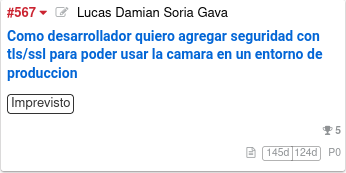 #567 Lucas Damian Soria Gava
Como desarrollador quiero agregar seguridad con
tls/ssl para poder usar la camara en un entorno de
produccion
Imprevisto
5
145d 124d P0